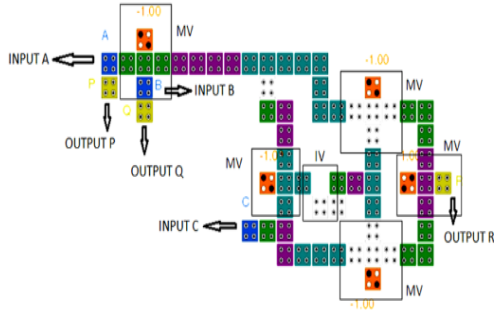 -1.00
A
MV
INPUT A
-1.00
P
B
INPUT B
Q
OUTPUT P
MV
OUTPUT Q
MV
MV
IV
-1.00
1.00
R
C
INPUT C
OUTPUT R
MV
-1.00